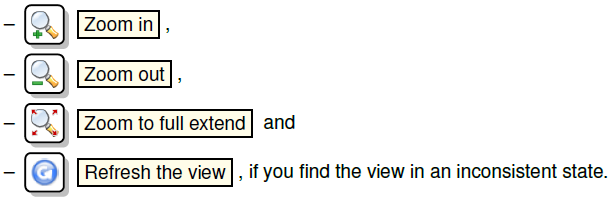 – Zoom in ,
– Zoom out ,
– Zoom to full extend and
– Refresh the view , if you find the view in an inconsistent state.